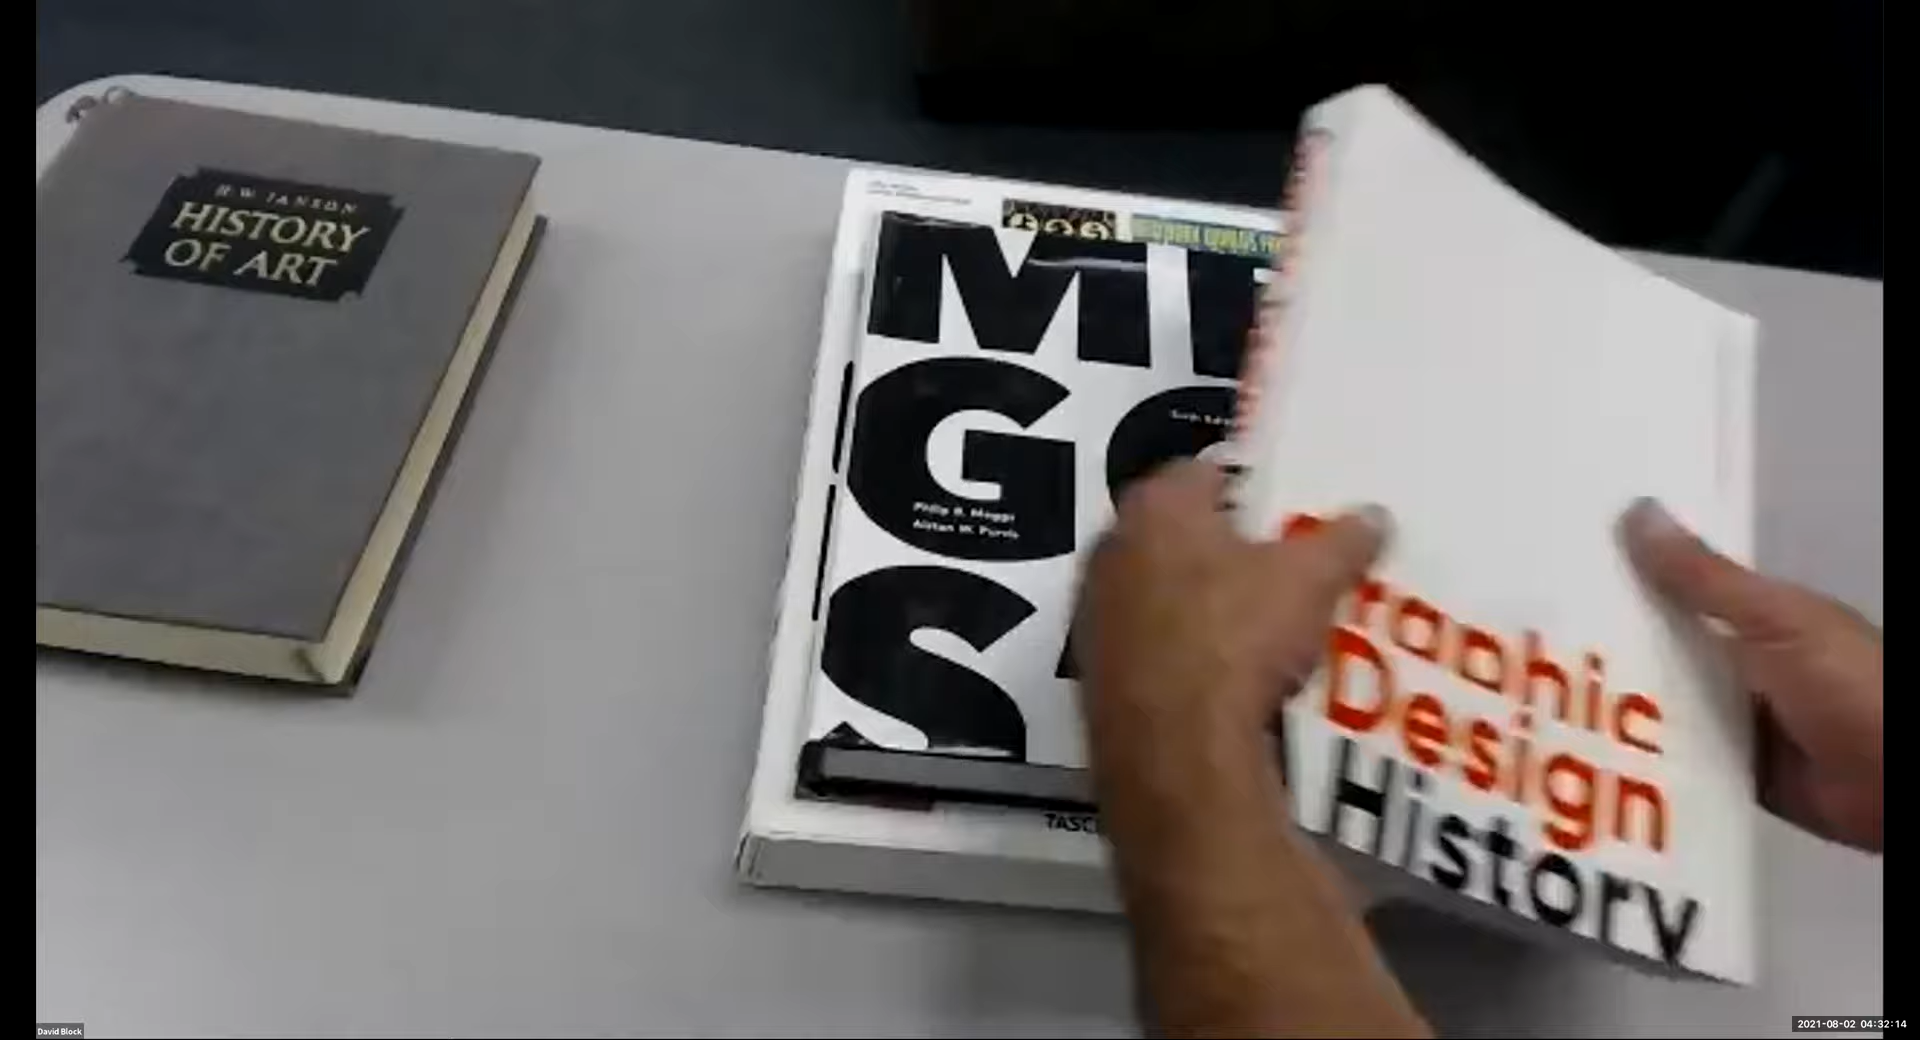 H.W. JANSON
HISTORY
OF ART
M
G
Philip B. Meggs
Alston W. Purvis
S
TASC
raphic
Design
History
David Block
2021-08-02 04:32:14